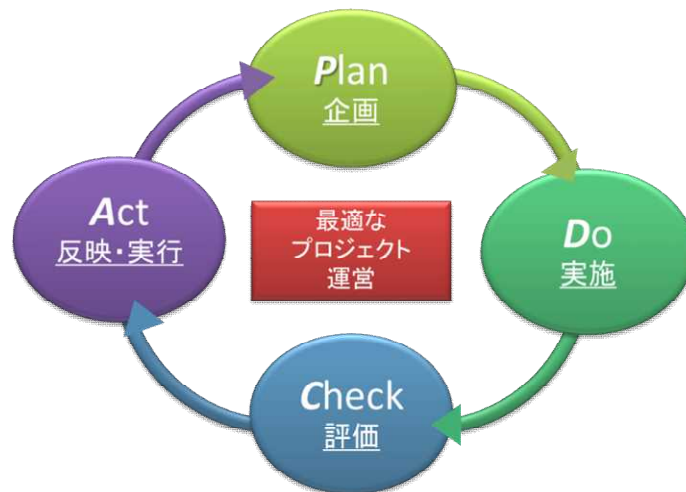 Plan
企画
Do
実施
Check
評価
Act
反映・実行
最適な
プロジェクト
運営